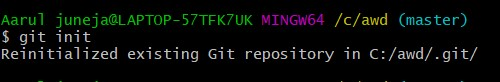 Aarul juneja@LAPTOP-57TFK7UK MINGW64 /c/awd (master)
$ git init
Reinitialized existing Git repository in C:/awd/.git/